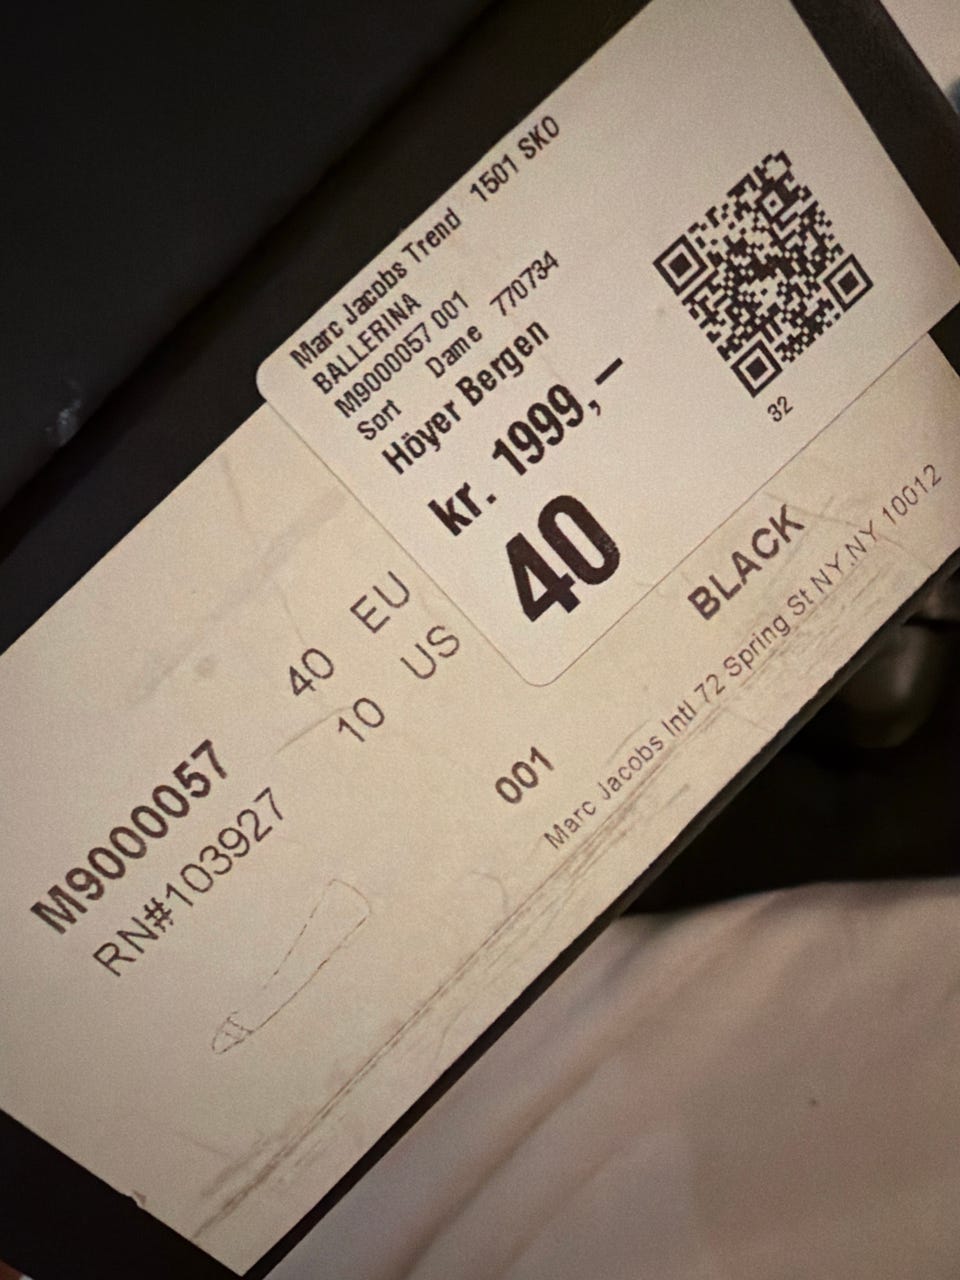 Marc Jacobs Trend 1501 SKO
BALLERINA
M9000057 001
Sort Dame 770734
Höyer Bergen
kr. 1999,–
40
32
M9000057 40 EU
RN#103927 10 US
001 BLACK
Marc Jacobs Intl 72 Spring St NY,NY 10012